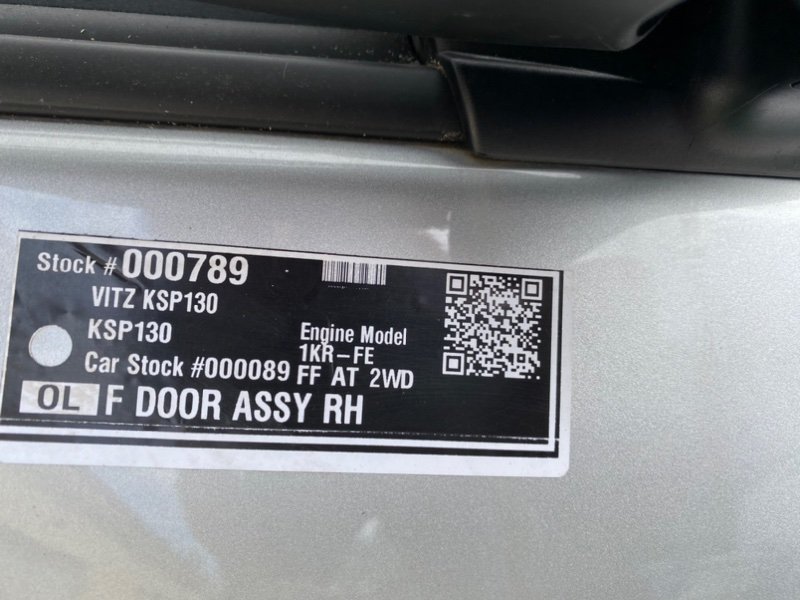 Stock # 000789
VITZ KSP130
KSP130
Engine Model
1KR-FE
Car Stock #000089 FF AT 2WD
OL F DOOR ASSY RH